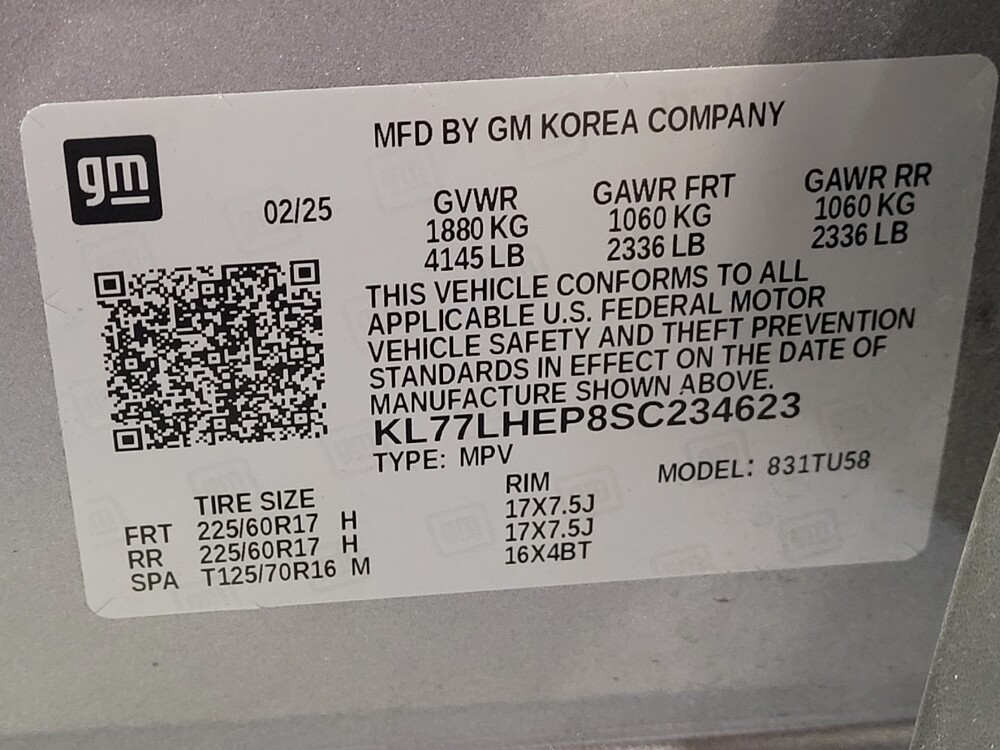 gm
MFD BY GM KOREA COMPANY
02/25
GVWR GAWR FRT GAWR RR
1880 KG 1060 KG 1060 KG
4145 LB 2336 LB 2336 LB
THIS VEHICLE CONFORMS TO ALL
APPLICABLE U.S. FEDERAL MOTOR
VEHICLE SAFETY AND THEFT PREVENTION
STANDARDS IN EFFECT ON THE DATE OF
MANUFACTURE SHOWN ABOVE.
KL77LHEP8SC234623
TYPE: MPV MODEL: 831TU58
TIRE SIZE RIM
FRT 225/60R17 H 17X7.5J
RR 225/60R17 H 17X7.5J
SPA T125/70R16 M 16X4BT